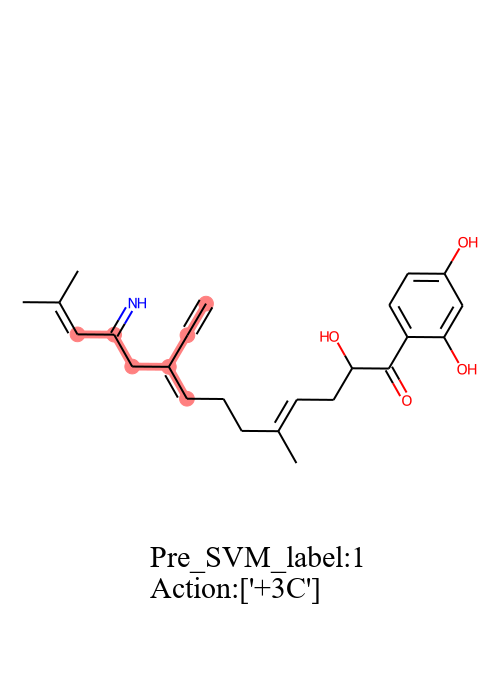 OH
NH
HO
OH
O
Pre_SVM_label:1
Action:['+3C']